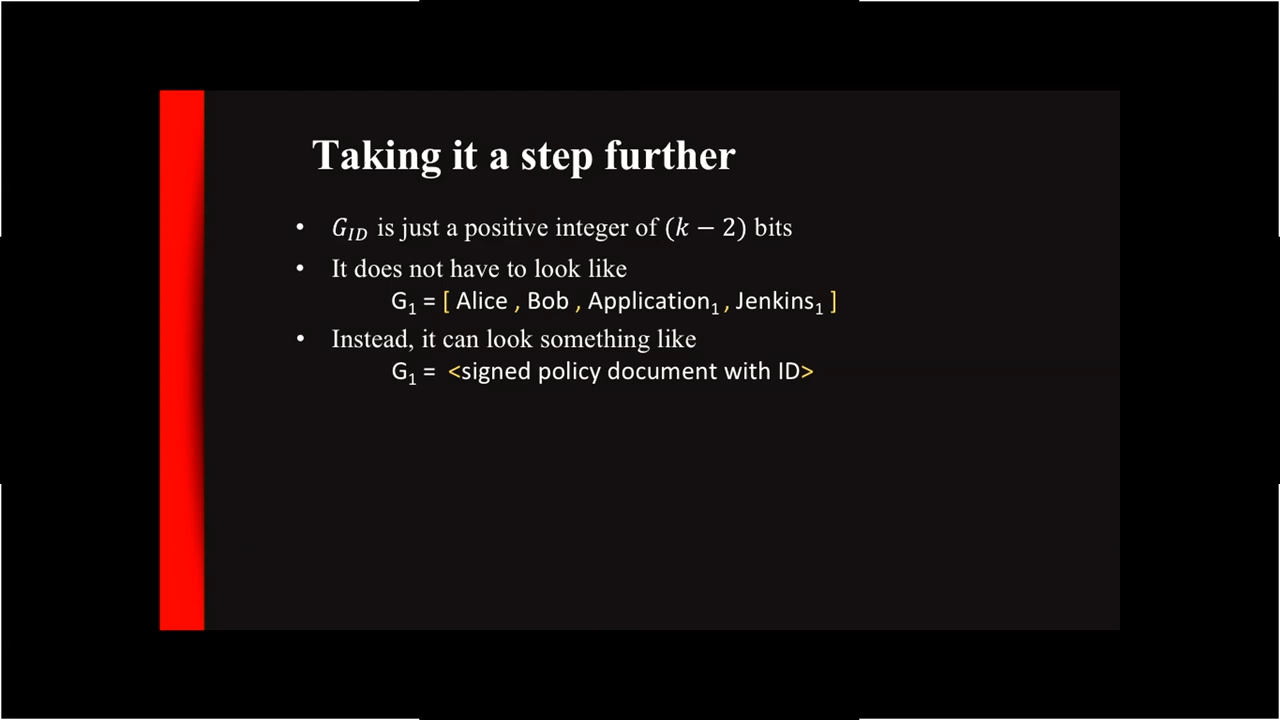 Taking it a step further
• G_ID is just a positive integer of (k − 2) bits
• It does not have to look like
G₁ = [ Alice , Bob , Application₁ , Jenkins₁ ]
• Instead, it can look something like
G₁ = <signed policy document with ID>